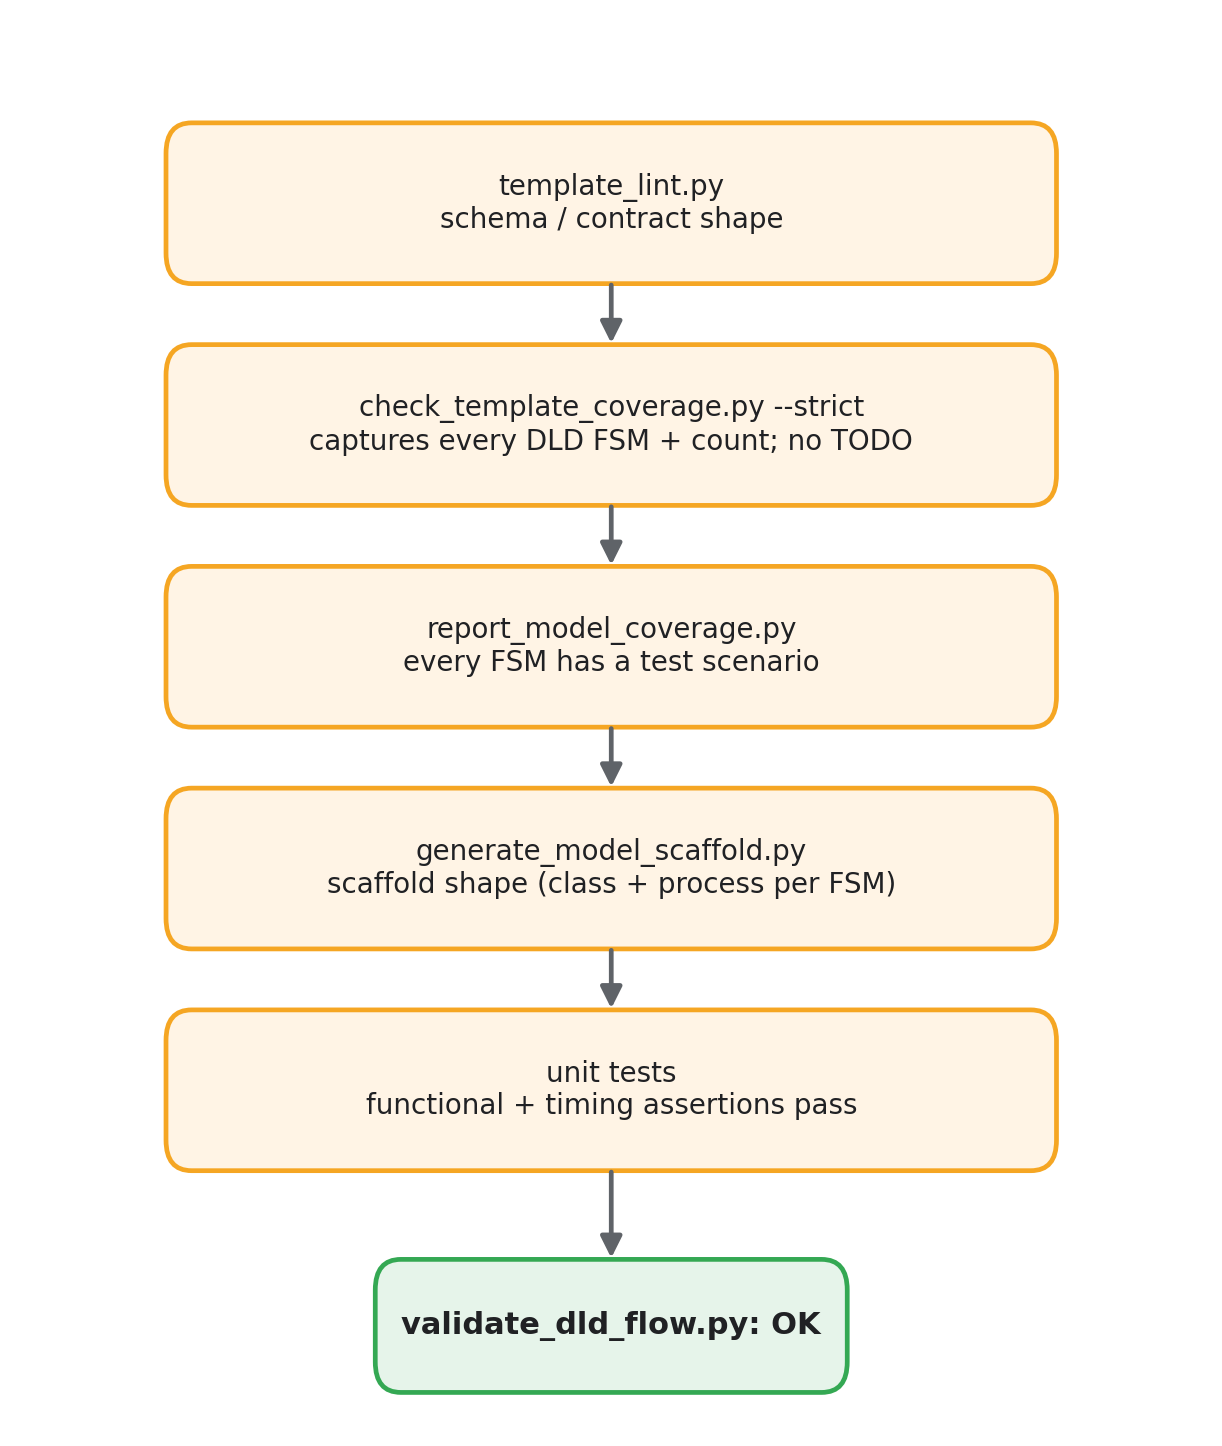 template_lint.py
schema / contract shape
check_template_coverage.py --strict
captures every DLD FSM + count; no TODO
report_model_coverage.py
every FSM has a test scenario
generate_model_scaffold.py
scaffold shape (class + process per FSM)
unit tests
functional + timing assertions pass
validate_dld_flow.py: OK